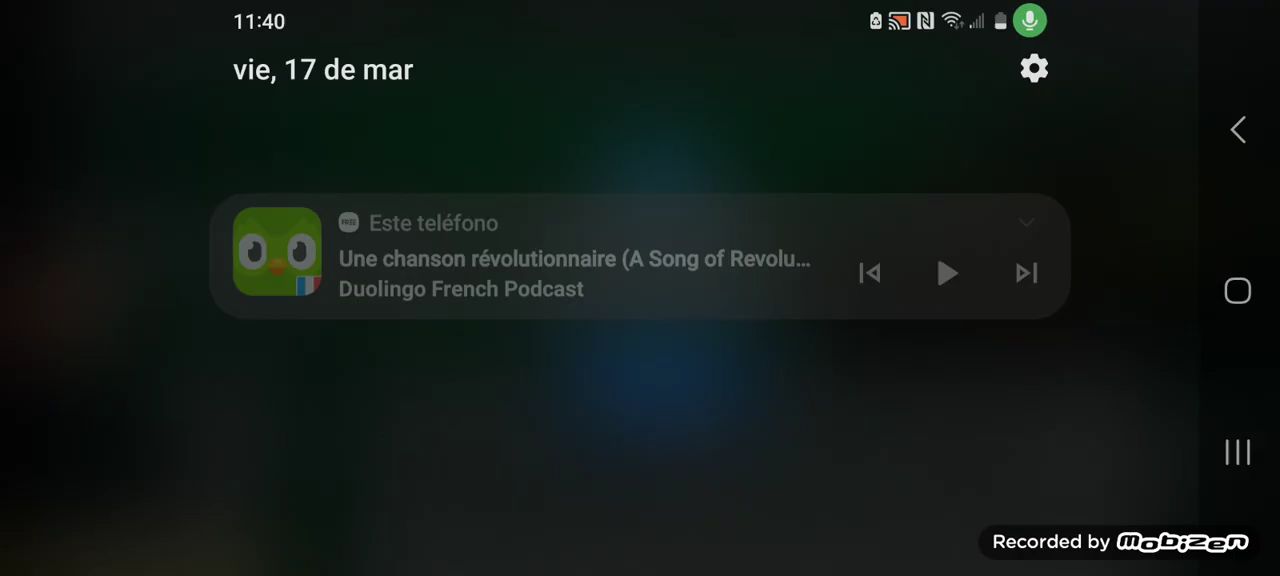 11:40
vie, 17 de mar
FREE Este teléfono
Une chanson révolutionnaire (A Song of Revolu...
Duolingo French Podcast
Recorded by mobizen